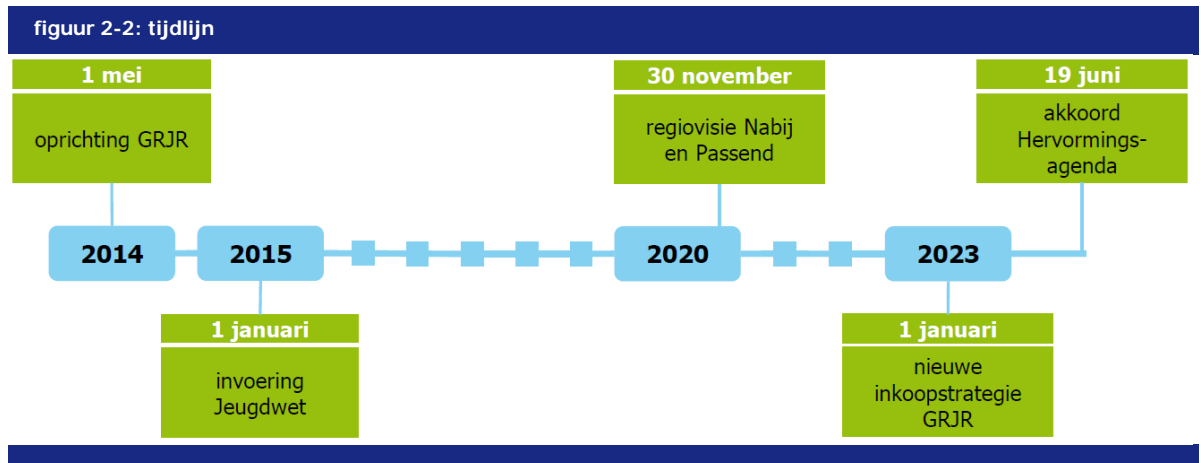 figuur 2-2: tijdlijn
1 mei
oprichting GRJR
30 november
regiovisie Nabij
en Passend
19 juni
akkoord
Hervormings-
agenda
2014
2015
2020
2023
1 januari
invoering
Jeugdwet
1 januari
nieuwe
inkoopstrategie
GRJR